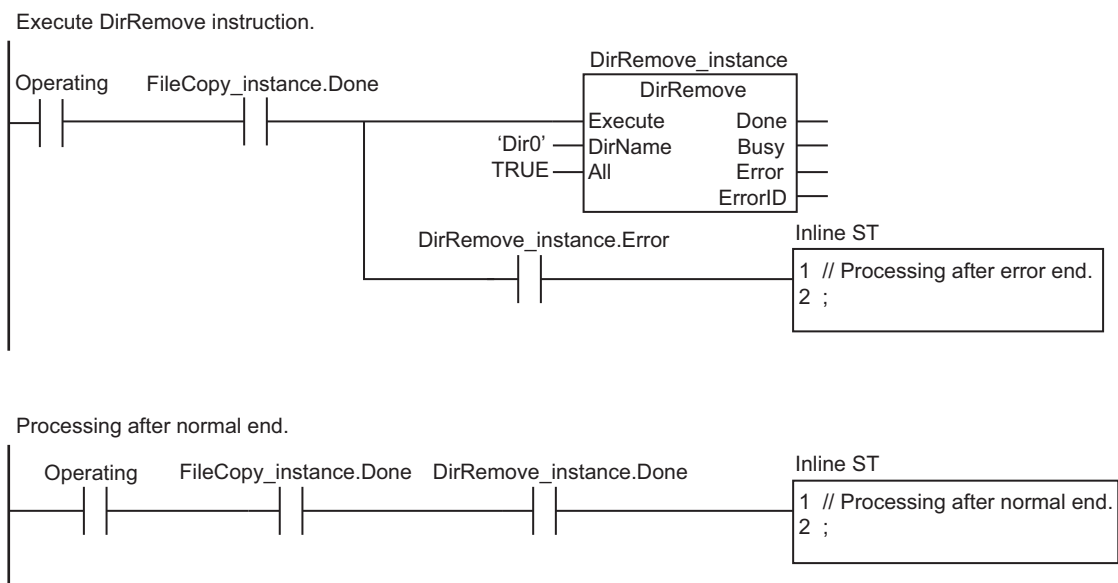 Execute DirRemove instruction.
DirRemove_instance
Operating FileCopy_instance.Done DirRemove
Execute Done
'Dir0' DirName Busy
TRUE All Error
ErrorID
DirRemove_instance.Error Inline ST
1 // Processing after error end.
2 ;
Processing after normal end.
Operating FileCopy_instance.Done DirRemove_instance.Done Inline ST
1 // Processing after normal end.
2 ;